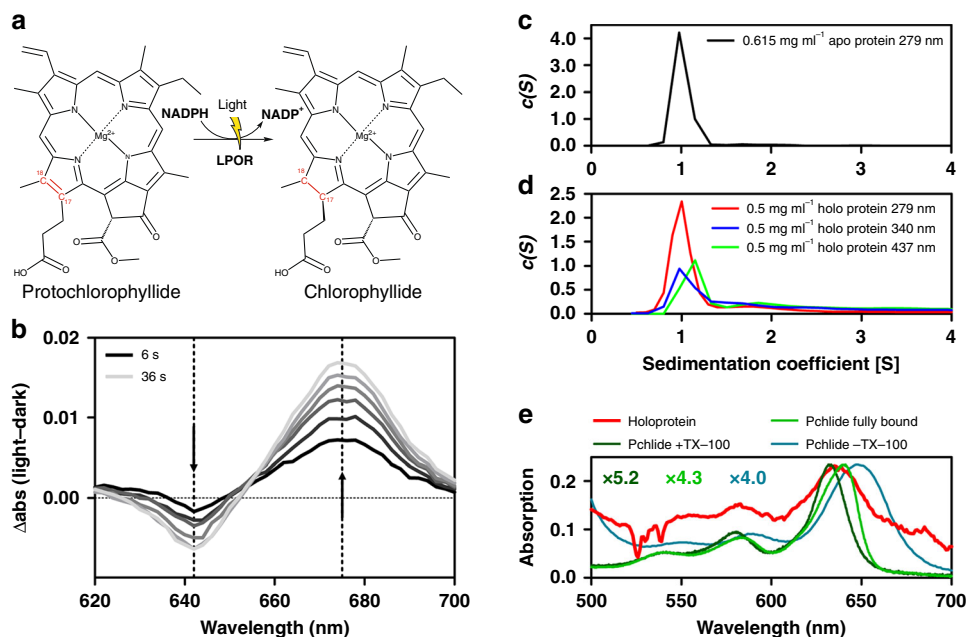 a
NADPH
Light
NADP+
LPOR
N
N
N
N
Mg2+
18
C
C
17
O
O
O
HO
O
Protochlorophyllide
N
N
N
N
Mg2+
18
C
C
17
O
O
O
HO
O
Chlorophyllide
b
0.02
0.01
0.00
6 s
36 s
Δabs (light–dark)
620
640
660
680
700
Wavelength (nm)
c
4.0
3.0
2.0
1.0
0.0
c(S)
0.615 mg ml−1 apo protein 279 nm
0
1
2
3
4
d
2.5
2.0
1.5
1.0
0.5
0.0
c(S)
0.5 mg ml−1 holo protein 279 nm
0.5 mg ml−1 holo protein 340 nm
0.5 mg ml−1 holo protein 437 nm
0
1
2
3
4
Sedimentation coefficient [S]
e
Holoprotein
Pchlide fully bound
Pchlide +TX–100
Pchlide –TX–100
×5.2
×4.3
×4.0
0.2
0.1
0.0
Absorption
500
550
600
650
700
Wavelength (nm)